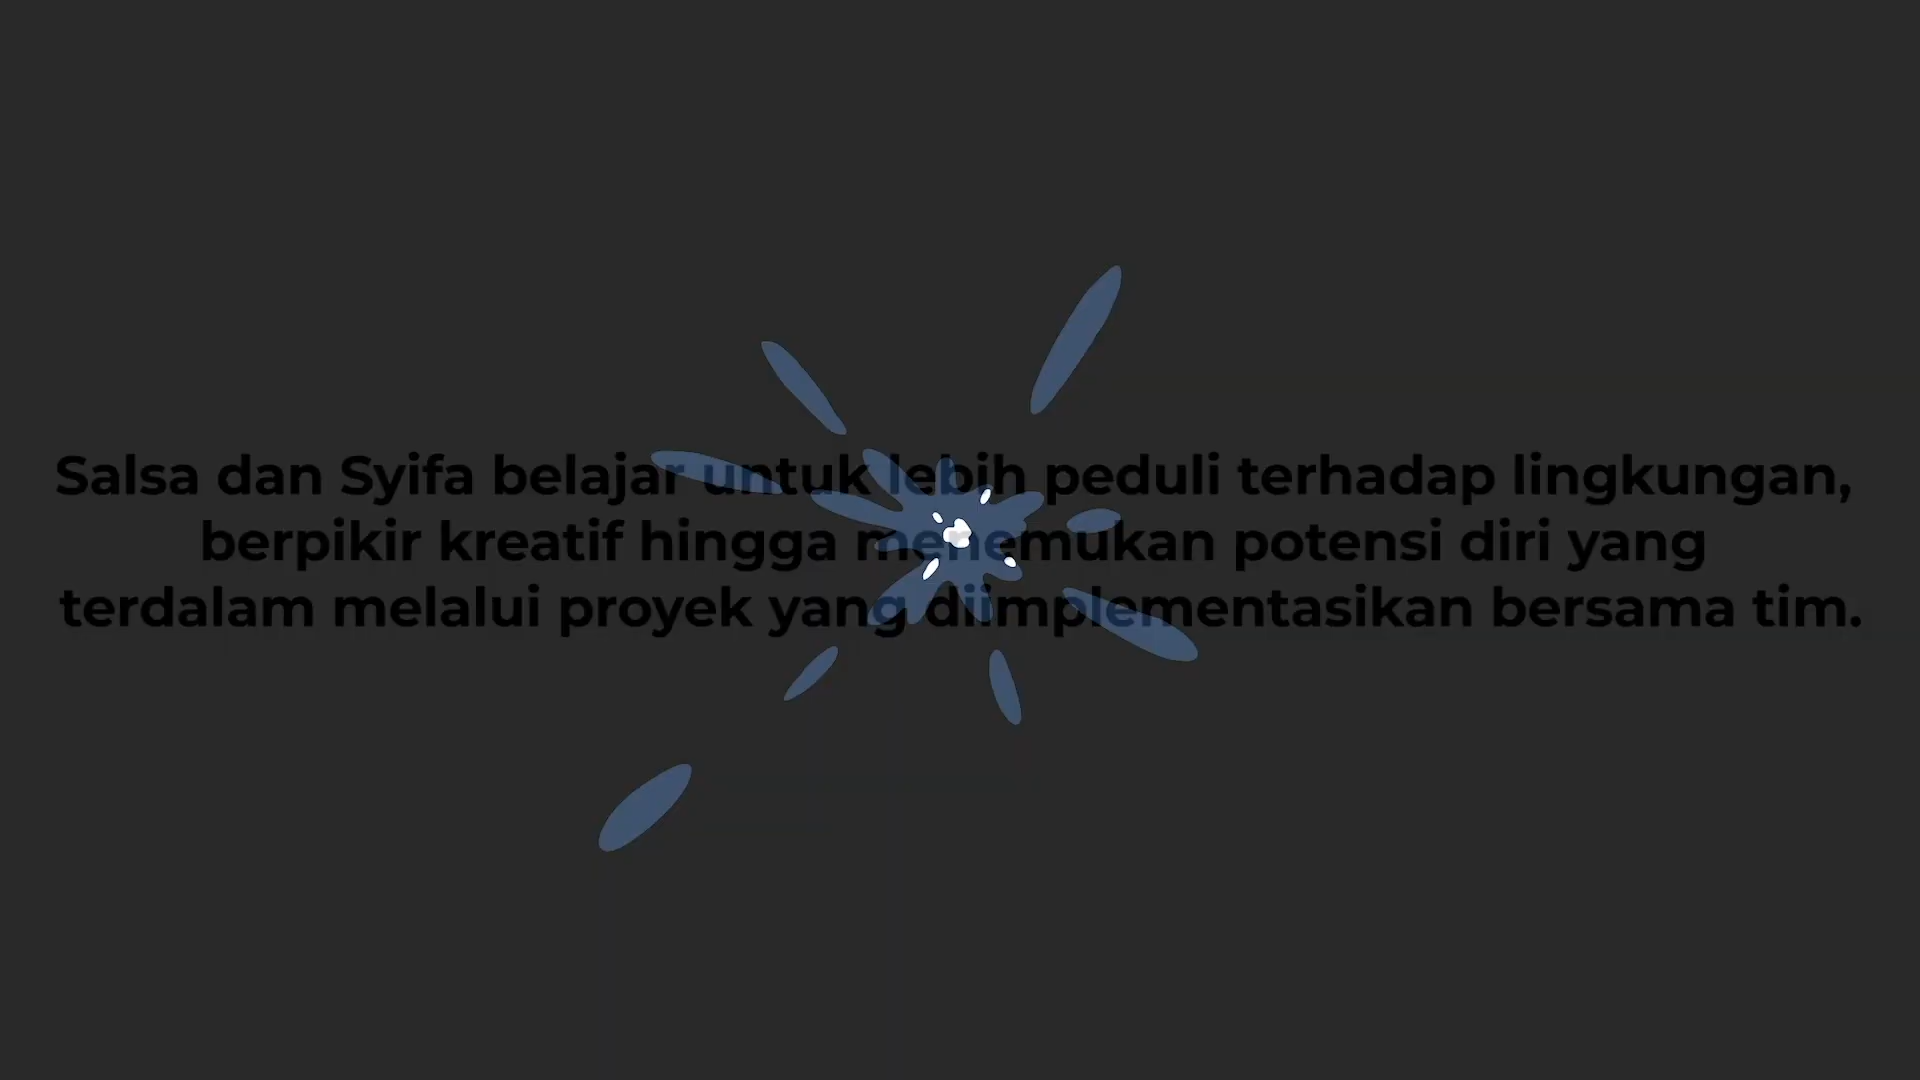 Salsa dan Syifa belajar untuk lebih peduli terhadap lingkungan,
berpikir kreatif hingga menemukan potensi diri yang
terdalam melalui proyek yang diimplementasikan bersama tim.